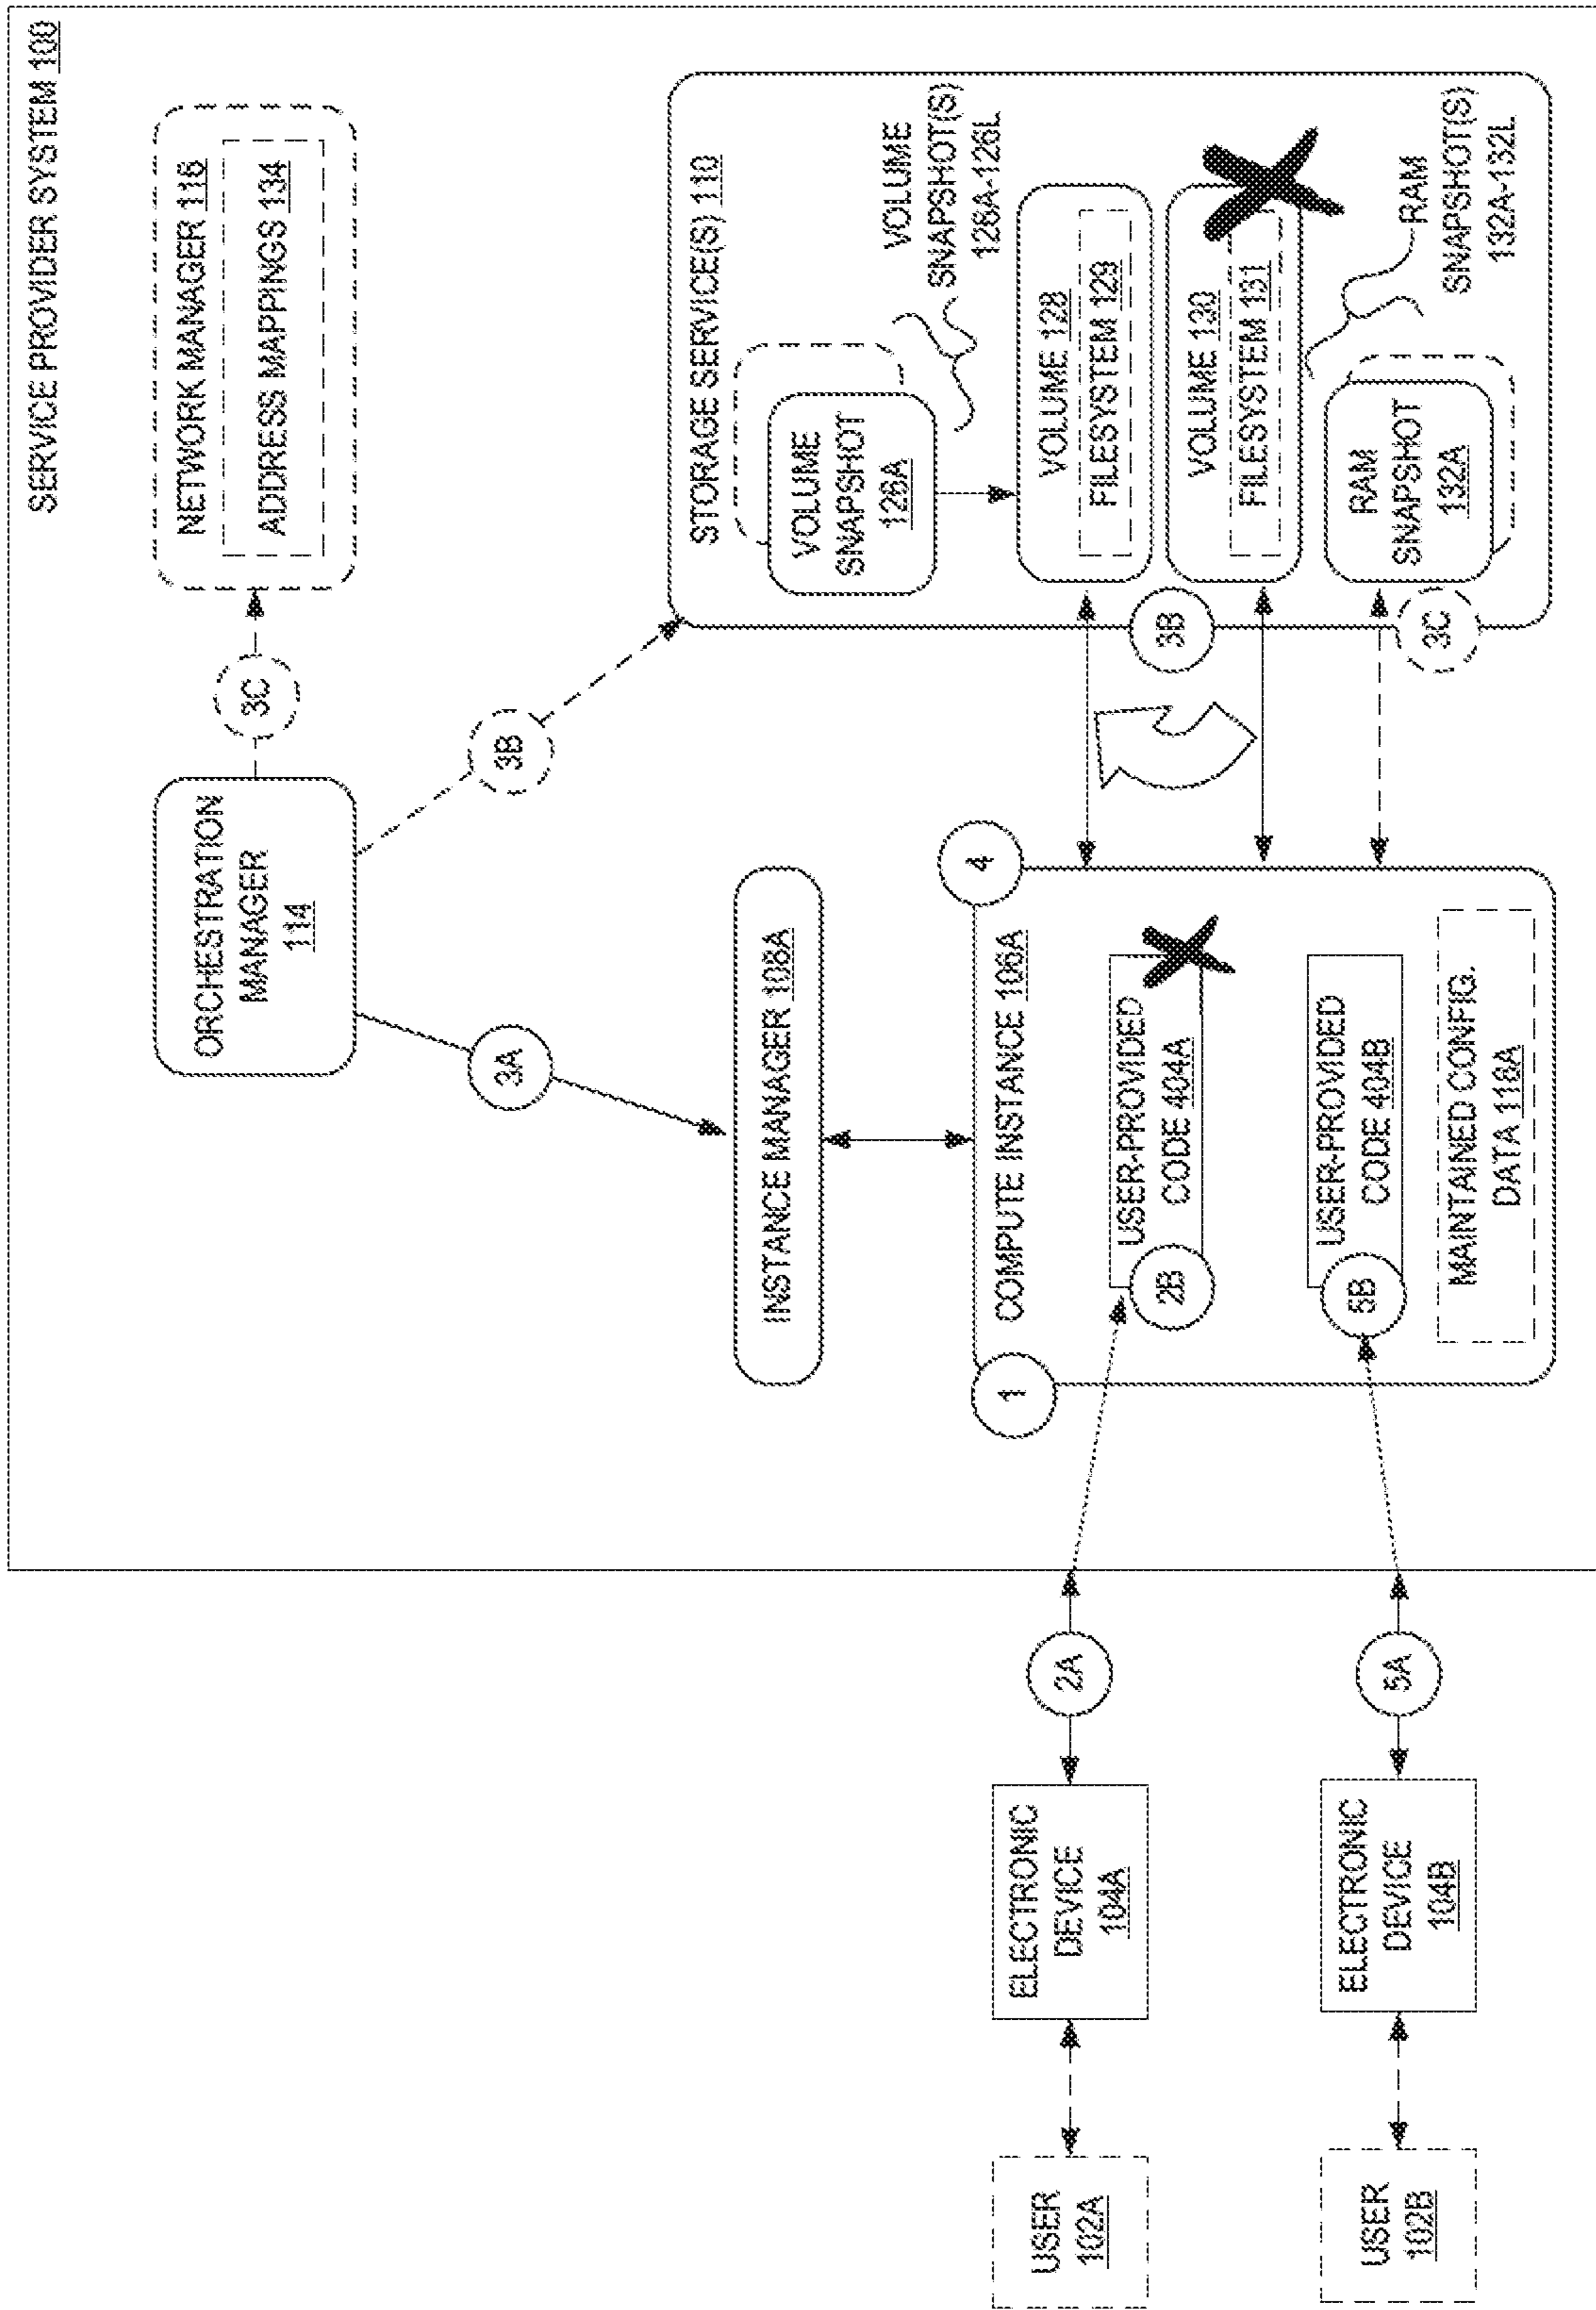 SERVICE PROVIDER SYSTEM 100
ORCHESTRATION
MANAGER
114
3C
NETWORK MANAGER 116
ADDRESS MAPPINGS 134
3A
3B
INSTANCE MANAGER 108A
STORAGE SERVICE(S) 110
VOLUME
SNAPSHOT
126A
VOLUME
SNAPSHOT(S)
126A-126L
1
COMPUTE INSTANCE 106A
4
USER
102A
ELECTRONIC
DEVICE
104A
2A
2B
USER-PROVIDED
CODE 404A
VOLUME 128
FILESYSTEM 129
3B
VOLUME 130
FILESYSTEM 131
USER
102B
ELECTRONIC
DEVICE
104B
5A
5B
USER-PROVIDED
CODE 404B
3C
RAM
SNAPSHOT
132A
RAM
SNAPSHOT(S)
132A-132L
MAINTAINED CONFIG.
DATA 118A